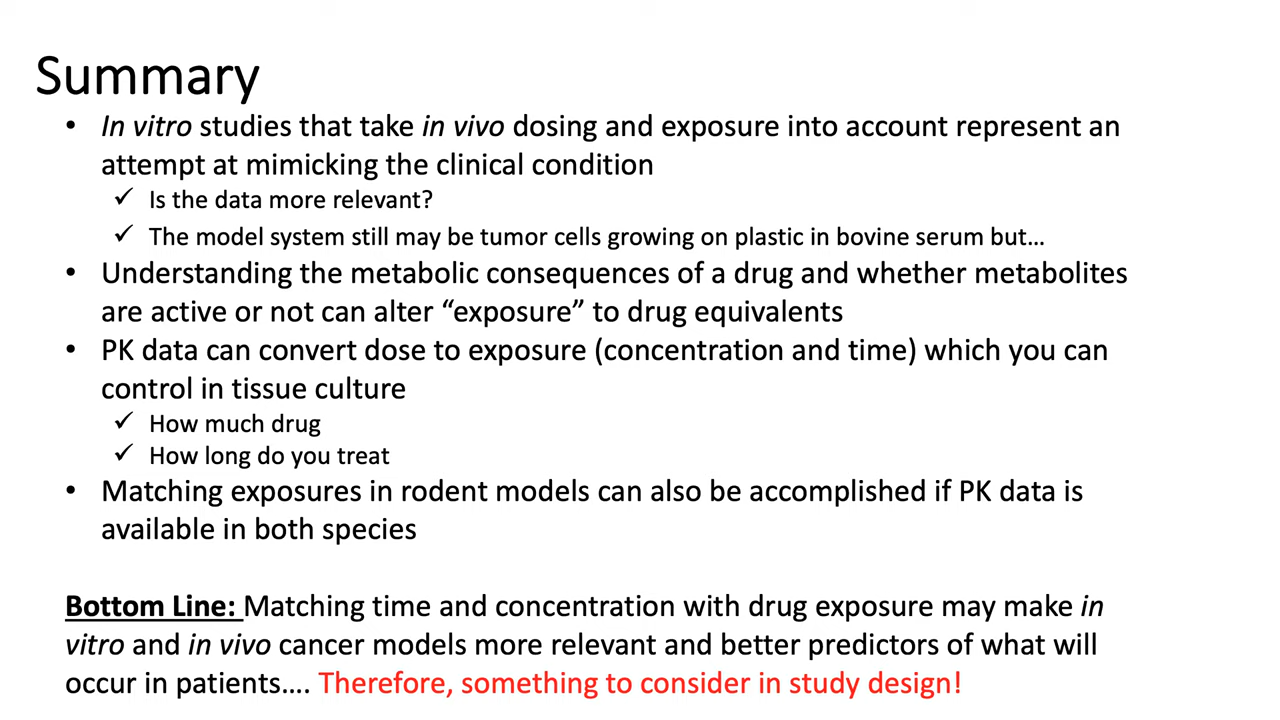 Summary
• In vitro studies that take in vivo dosing and exposure into account represent an
attempt at mimicking the clinical condition
✓ Is the data more relevant?
✓ The model system still may be tumor cells growing on plastic in bovine serum but…
• Understanding the metabolic consequences of a drug and whether metabolites
are active or not can alter “exposure” to drug equivalents
• PK data can convert dose to exposure (concentration and time) which you can
control in tissue culture
✓ How much drug
✓ How long do you treat
• Matching exposures in rodent models can also be accomplished if PK data is
available in both species
Bottom Line: Matching time and concentration with drug exposure may make in
vitro and in vivo cancer models more relevant and better predictors of what will
occur in patients…. Therefore, something to consider in study design!